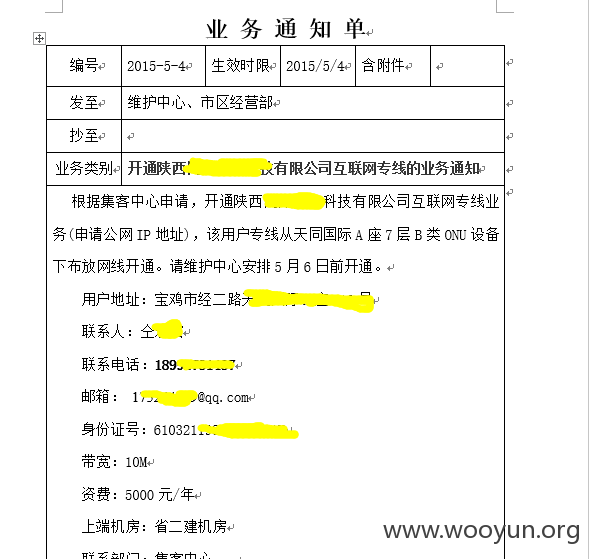 业务通知单
编号 2015-5-4 生效时限 2015/5/4 含附件
发至 维护中心、市区经营部
抄至
业务类别 开通陕西 技有限公司互联网专线的业务通知
根据集客中心申请，开通陕西 科技有限公司互联网专线业
务(申请公网 IP 地址)，该用户专线从天同国际 A 座 7 层 B 类 ONU 设备
下布放网线开通。请维护中心安排 5 月 6 日前开通。
用户地址：宝鸡市经二路
联系人：仝
联系电话：189
邮箱： 17 @qq.com
身份证号：6103211
带宽：10M
资费：5000 元/年
上端机房：省二建机房
联系部门：集客中心
www.wooyun.org